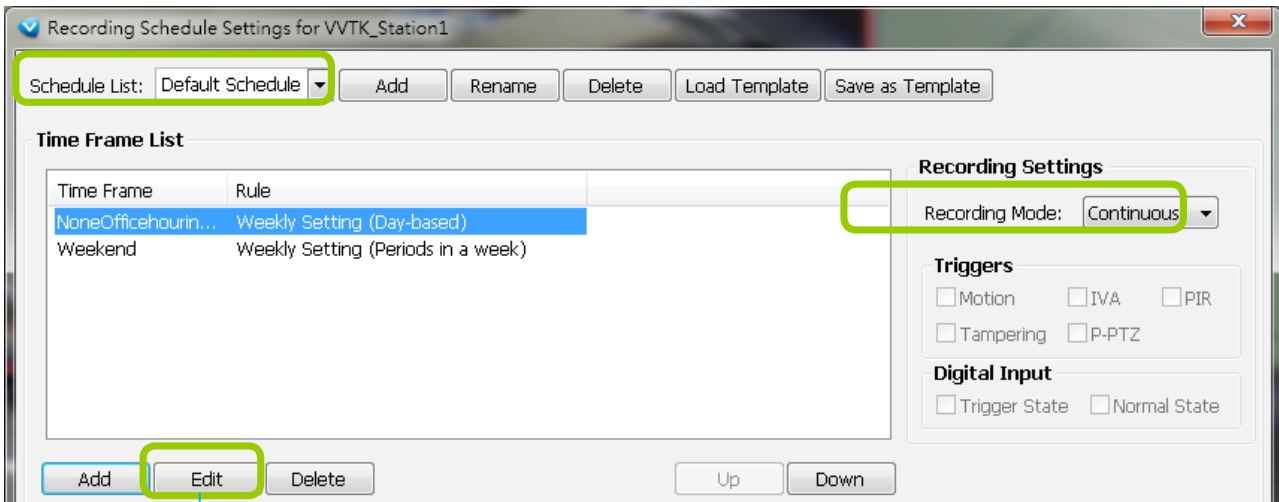 Recording Schedule Settings for VVTK_Station1
Schedule List: Default Schedule Add Rename Delete Load Template Save as Template
Time Frame List
Time Frame Rule
NoneOfficehourin... Weekly Setting (Day-based)
Weekend Weekly Setting (Periods in a week)
Recording Settings
Recording Mode: Continuous
Triggers
Motion IVA PIR
Tampering P-PTZ
Digital Input
Trigger State Normal State
Add Edit Delete Up Down